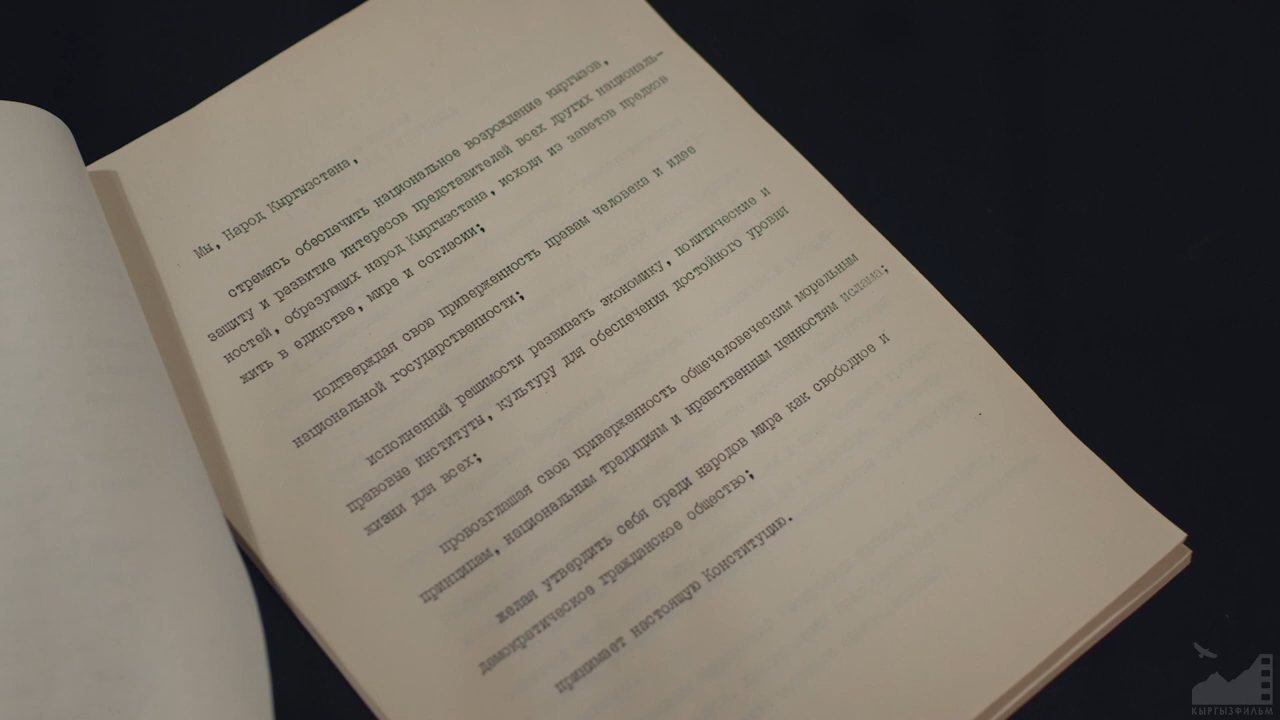 Мы, Народ Кыргызстана,
стремясь обеспечить национальное возрождение кыргызов,
защиту и развитие интересов представителей всех других националь-
ностей, образующих народ Кыргызстана, исходя из заветов предков
жить в единстве, мире и согласии;
подтверждая свою приверженность правам человека и идее
национальной государственности;
исполненный решимости развивать экономику, политические и
правовые институты, культуру для обеспечения достойного уровня
жизни для всех;
провозглашая свою приверженность общечеловеческим моральным
принципам, национальным традициям и нравственным ценностям ислама;
желая утвердить себя среди народов мира как свободное и
демократическое гражданское общество;
принимает настоящую Конституцию.
КЫРГЫЗФИЛЬМ